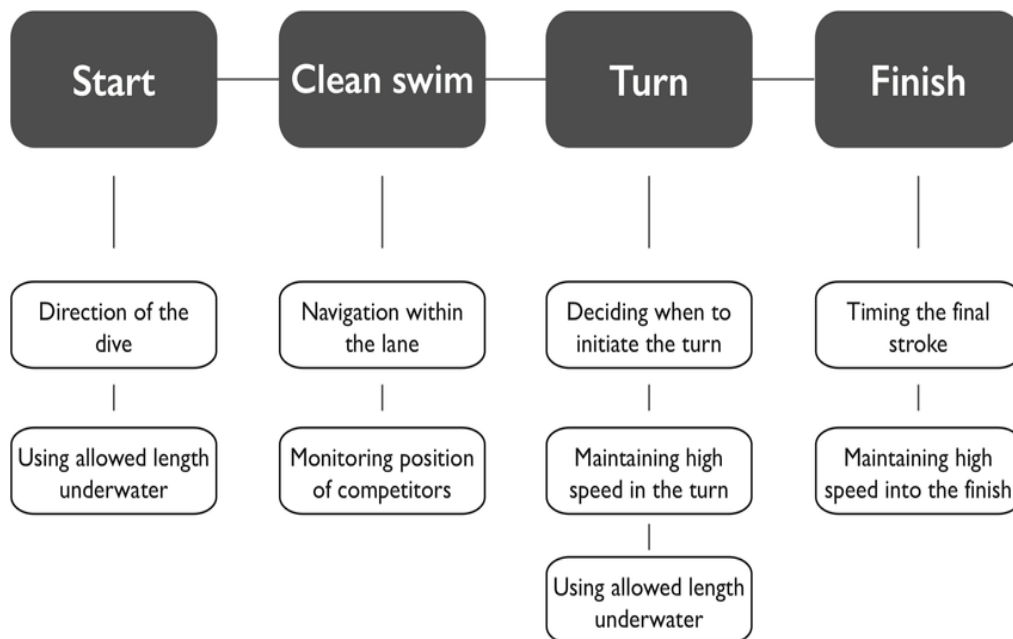 Start
Clean swim
Turn
Finish
Direction of the
dive
Using allowed length
underwater
Navigation within
the lane
Monitoring position
of competitors
Deciding when to
initiate the turn
Maintaining high
speed in the turn
Using allowed length
underwater
Timing the final
stroke
Maintaining high
speed into the finish